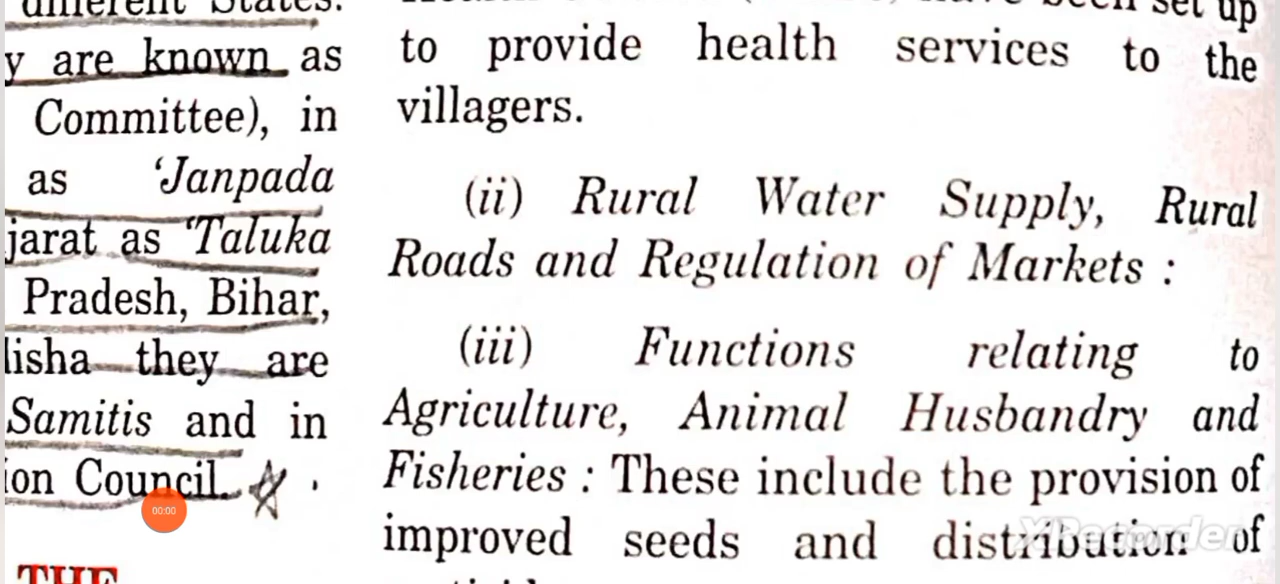 different States.
y are known as
Committee), in
as 'Janpada
jarat as 'Taluka
Pradesh, Bihar,
lisha they are
Samitis and in
ion Council.
THE
been set up
to provide health services to the
villagers.
(ii) Rural Water Supply, Rural
Roads and Regulation of Markets :
(iii) Functions relating to
Agriculture, Animal Husbandry and
Fisheries : These include the provision of
improved seeds and distribution of
00:00
XRecorder